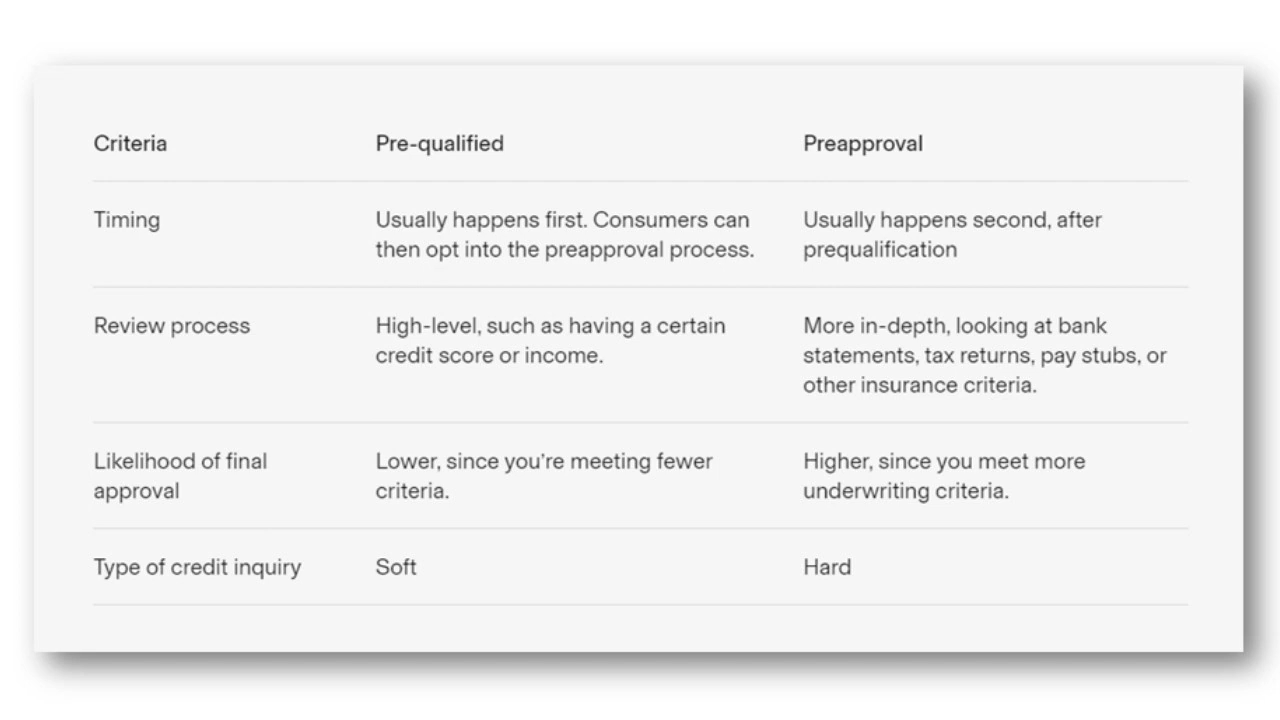 Criteria
Pre-qualified
Preapproval
Timing
Usually happens first. Consumers can
then opt into the preapproval process.
Usually happens second, after
prequalification
Review process
High-level, such as having a certain
credit score or income.
More in-depth, looking at bank
statements, tax returns, pay stubs, or
other insurance criteria.
Likelihood of final
approval
Lower, since you’re meeting fewer
criteria.
Higher, since you meet more
underwriting criteria.
Type of credit inquiry
Soft
Hard